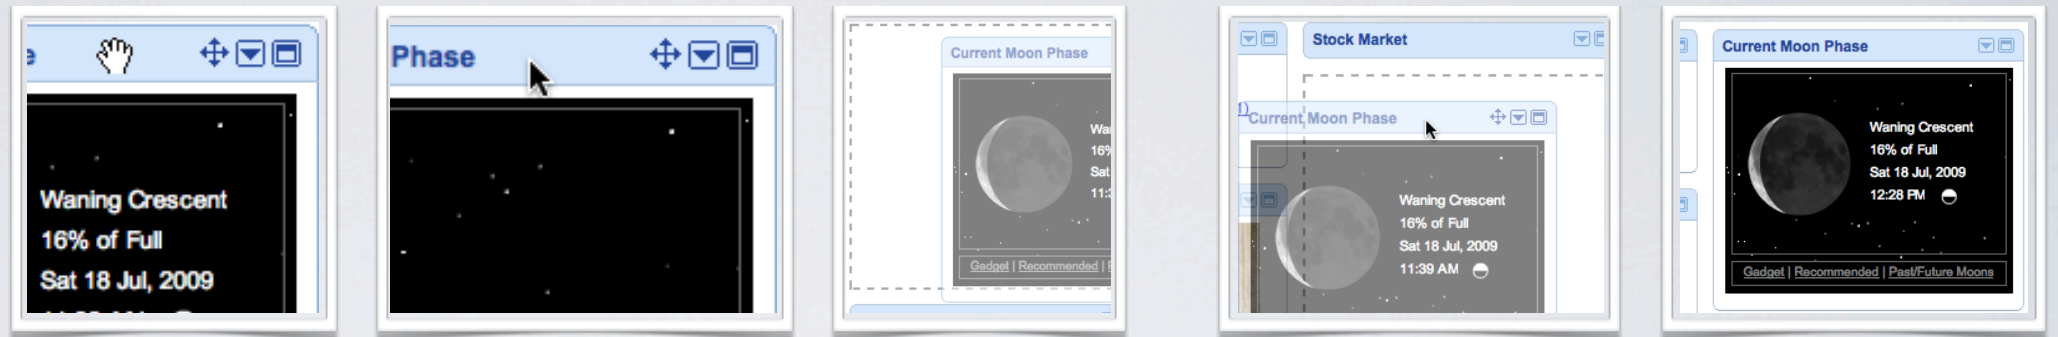 Waning Crescent
16% of Full
Sat 18 Jul, 2009
Phase
Current Moon Phase
16%
Sat
Gadget | Recommended |
Stock Market
Current Moon Phase
Waning Crescent
16% of Full
Sat 18 Jul, 2009
11:39 AM
Current Moon Phase
Waning Crescent
16% of Full
Sat 18 Jul, 2009
12:28 PM
Gadget | Recommended | Past/Future Moons